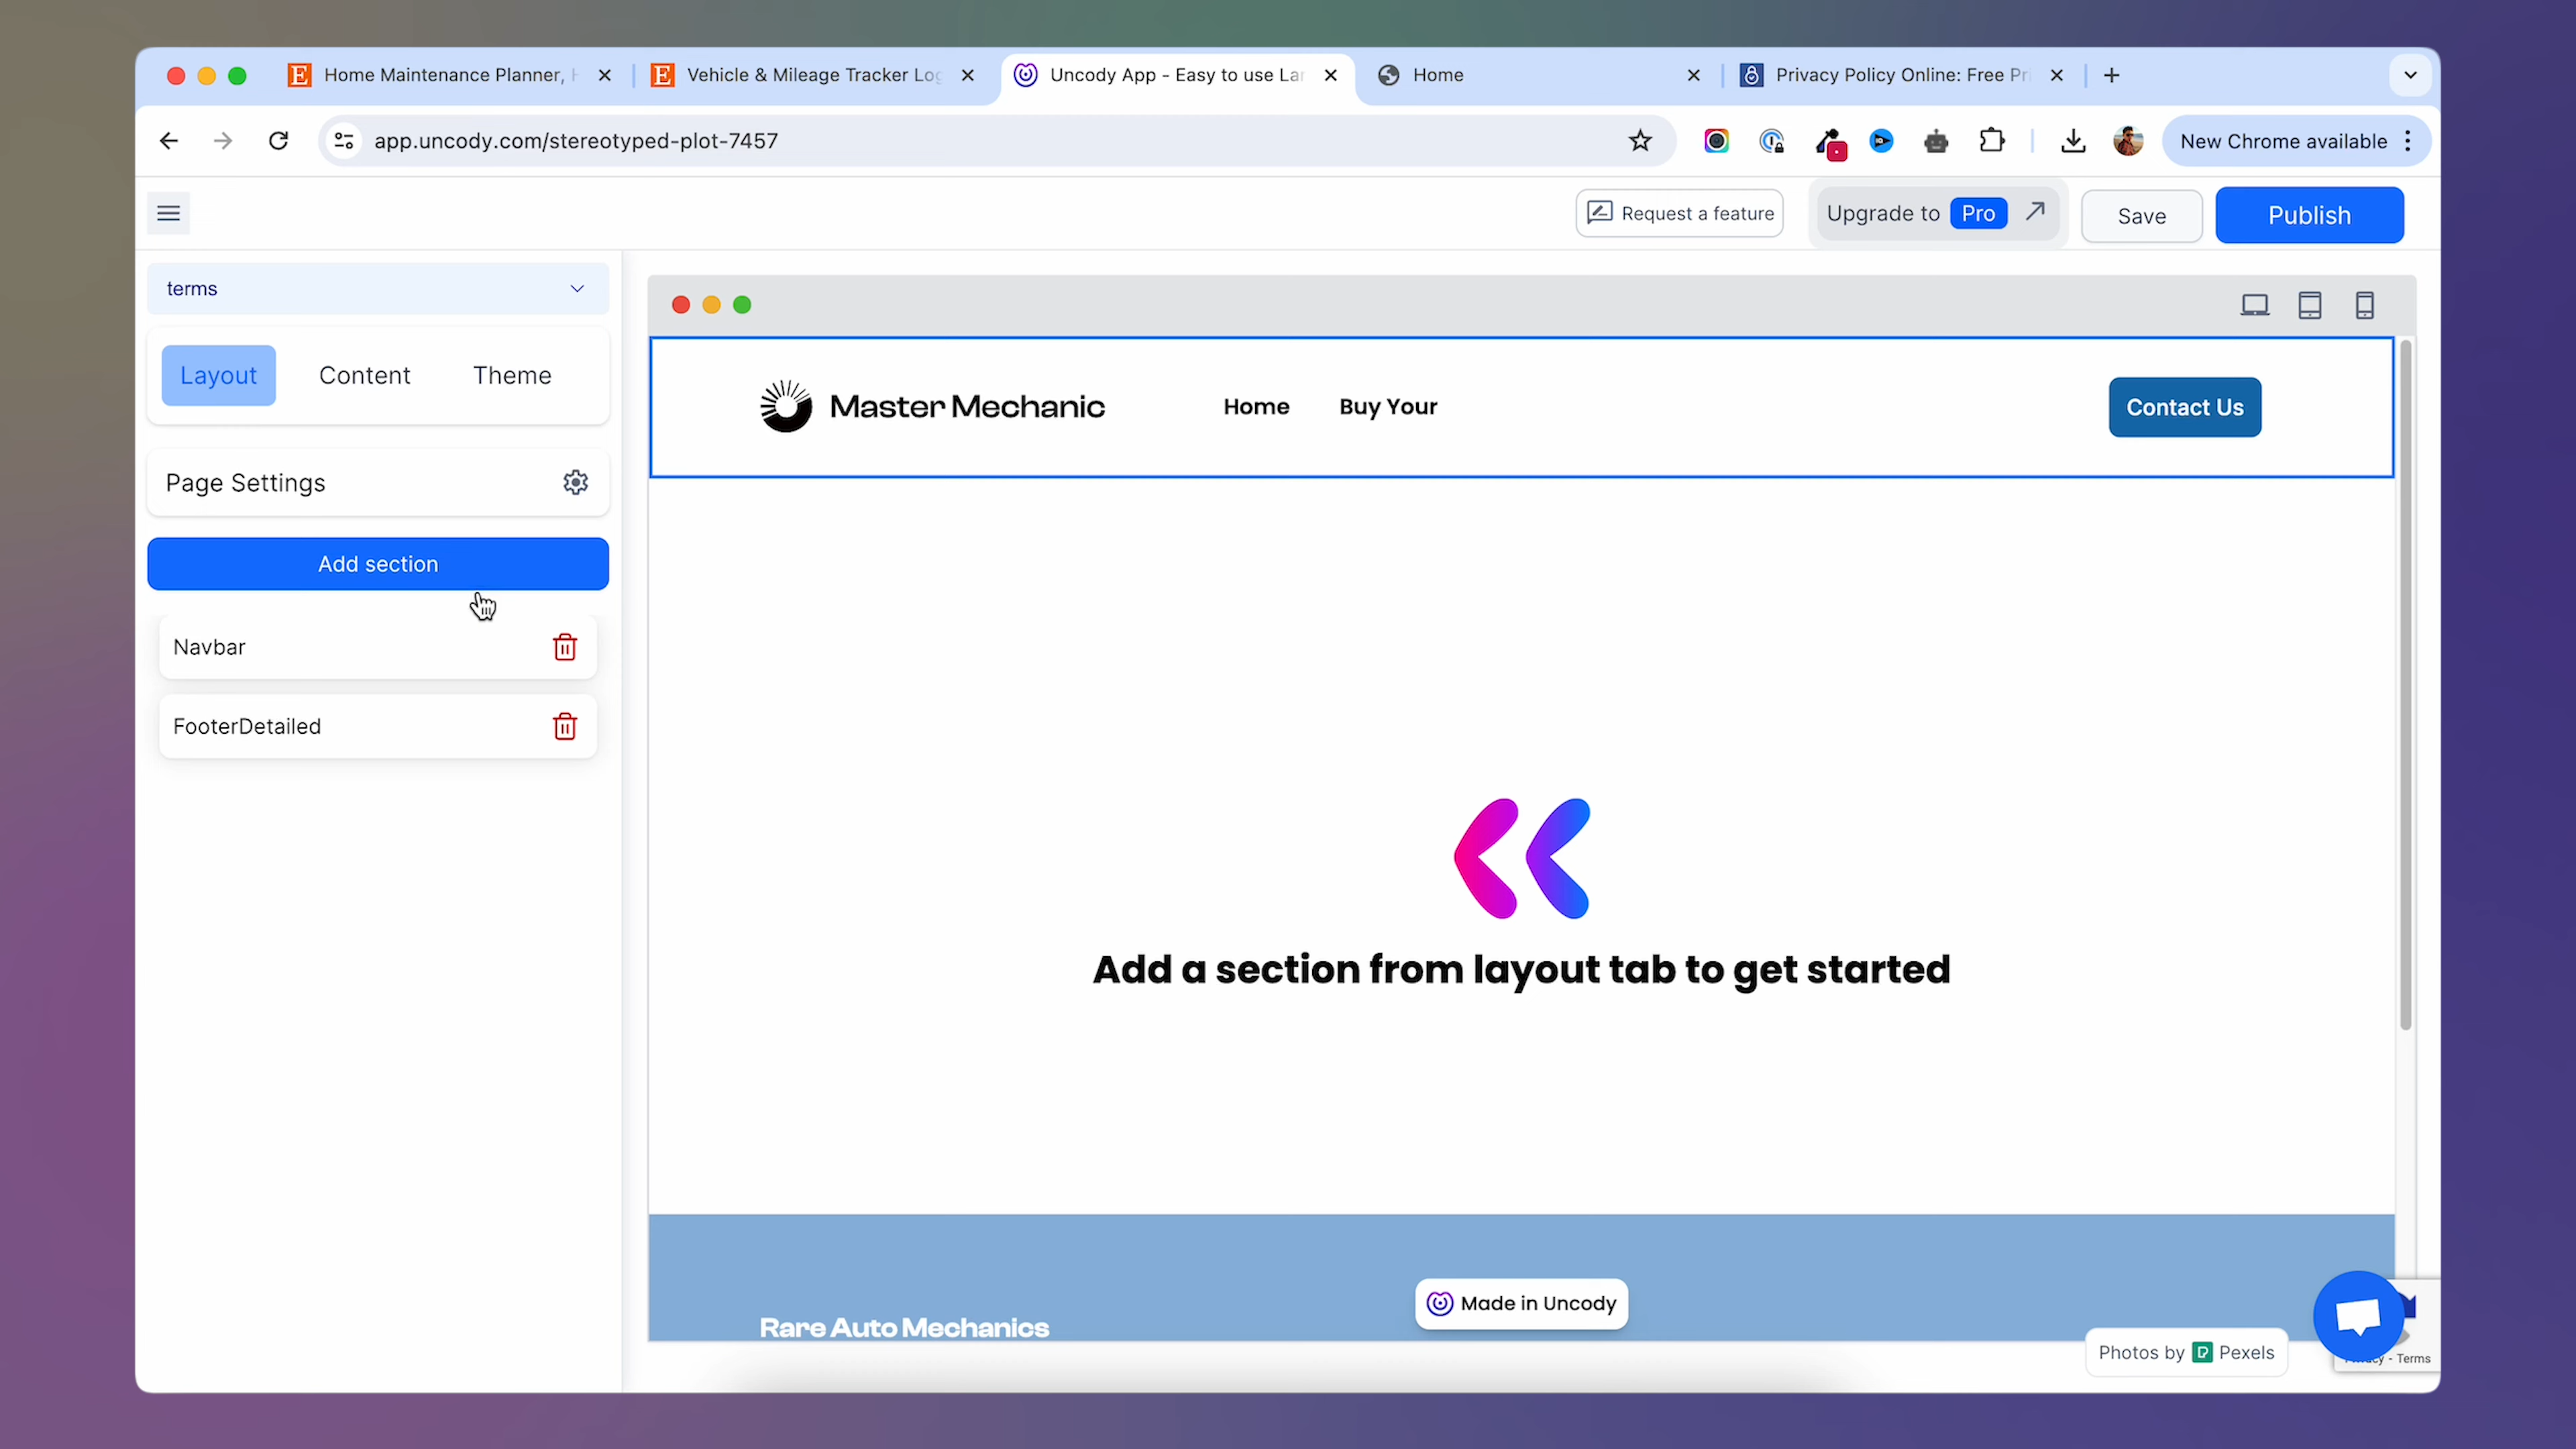 Home Maintenance Planner,
Vehicle & Mileage Tracker Log
Uncody App - Easy to use Lan
Home
Privacy Policy Online: Free Pri
app.uncody.com/stereotyped-plot-7457
New Chrome available
Request a feature
Upgrade to Pro
Save
Publish
terms
Layout
Content
Theme
Page Settings
Add section
Navbar
FooterDetailed
Master Mechanic
Home
Buy Your
Contact Us
Add a section from layout tab to get started
Rare Auto Mechanics
Made in Uncody
Photos by Pexels
- Terms